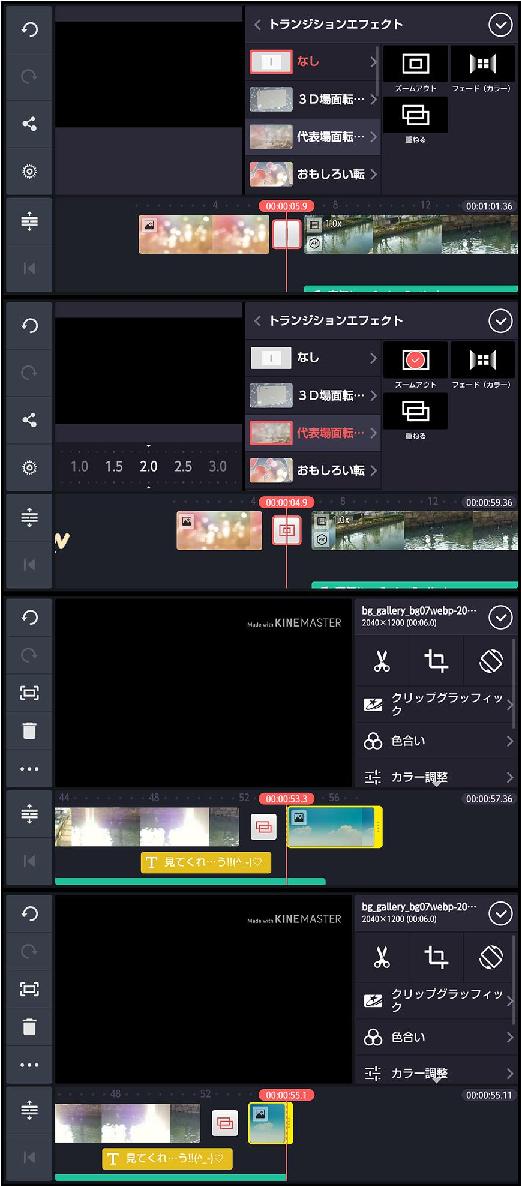 トランジションエフェクト
なし
3D場面転…
代表場面転…
おもしろい転
ズームアウト
フェード(カラー)
重ねる
4
00:00:05.9
8
12
00:01:01.36
1.0x
トランジションエフェクト
なし
3D場面転…
代表場面転…
おもしろい転
ズームアウト
フェード(カラー)
重ねる
1.0 1.5 2.0 2.5 3.0
00:00:04.9
8
12
00:00:59.36
Made with KINEMASTER
bg_gallery_bg07webp-20…
2040×1200 (00:06.0)
クリップグラッフィッ
ク
色合い
カラー調整
44
48
52
00:00:53.3
56
00:00:57.36
T 見てくれ…う!!(^_-)♡
Made with KINEMASTER
bg_gallery_bg07webp-20…
2040×1200 (00:06.0)
クリップグラッフィッ
ク
色合い
カラー調整
48
52
00:00:55.1
00:00:55.11
T 見てくれ…う!!(^_-)♡